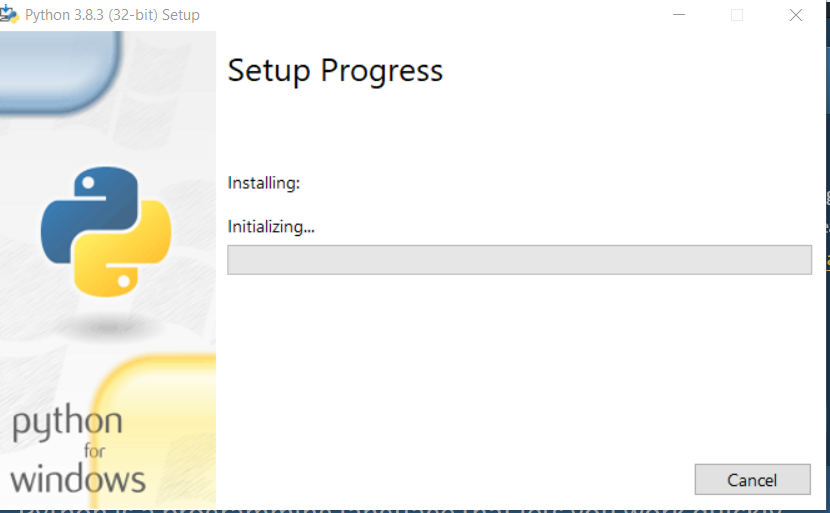 Python 3.8.3 (32-bit) Setup
Setup Progress
Installing:
Initializing...
python
for
windows
Cancel